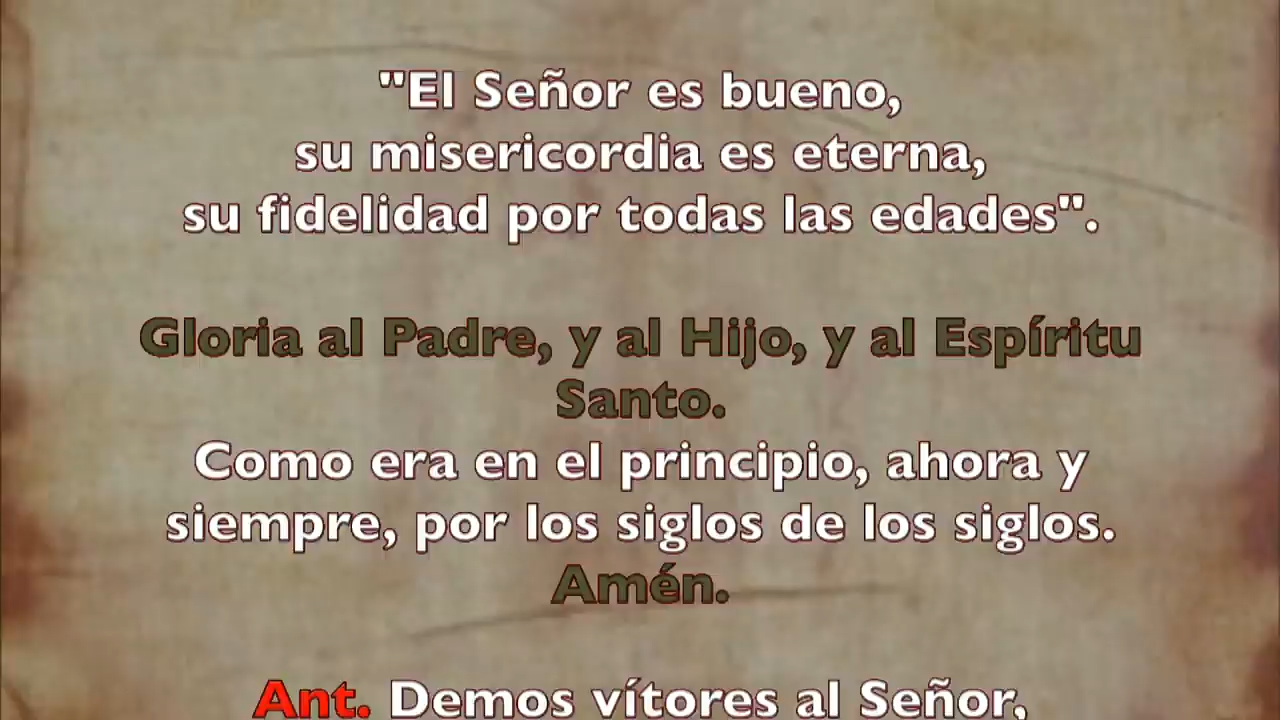 "El Señor es bueno,
su misericordia es eterna,
su fidelidad por todas las edades".
Gloria al Padre, y al Hijo, y al Espíritu
Santo.
Como era en el principio, ahora y
siempre, por los siglos de los siglos.
Amén.
Ant. Demos vítores al Señor,